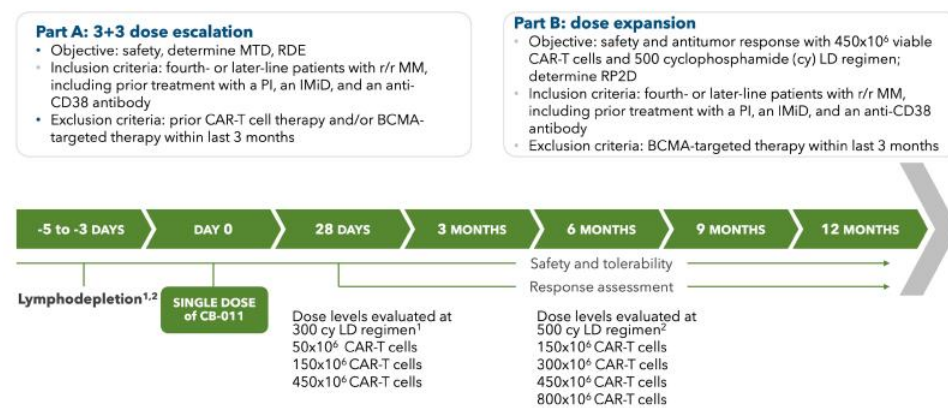 Part A: 3+3 dose escalation
• Objective: safety, determine MTD, RDE
• Inclusion criteria: fourth- or later-line patients with r/r MM,
including prior treatment with a PI, an IMiD, and an anti-
CD38 antibody
• Exclusion criteria: prior CAR-T cell therapy and/or BCMA-
targeted therapy within last 3 months
Part B: dose expansion
• Objective: safety and antitumor response with 450x10⁶ viable
CAR-T cells and 500 cyclophosphamide (cy) LD regimen;
determine RP2D
• Inclusion criteria: fourth- or later-line patients with r/r MM,
including prior treatment with a PI, an IMiD, and an anti-CD38
antibody
• Exclusion criteria: BCMA-targeted therapy within last 3 months
-5 to -3 DAYS
DAY 0
28 DAYS
3 MONTHS
6 MONTHS
9 MONTHS
12 MONTHS
Safety and tolerability
Response assessment
Lymphodepletion¹,²
SINGLE DOSE
of CB-011
Dose levels evaluated at
300 cy LD regimen¹
50x10⁶ CAR-T cells
150x10⁶ CAR-T cells
450x10⁶ CAR-T cells
Dose levels evaluated at
500 cy LD regimen²
150x10⁶ CAR-T cells
300x10⁶ CAR-T cells
450x10⁶ CAR-T cells
800x10⁶ CAR-T cells